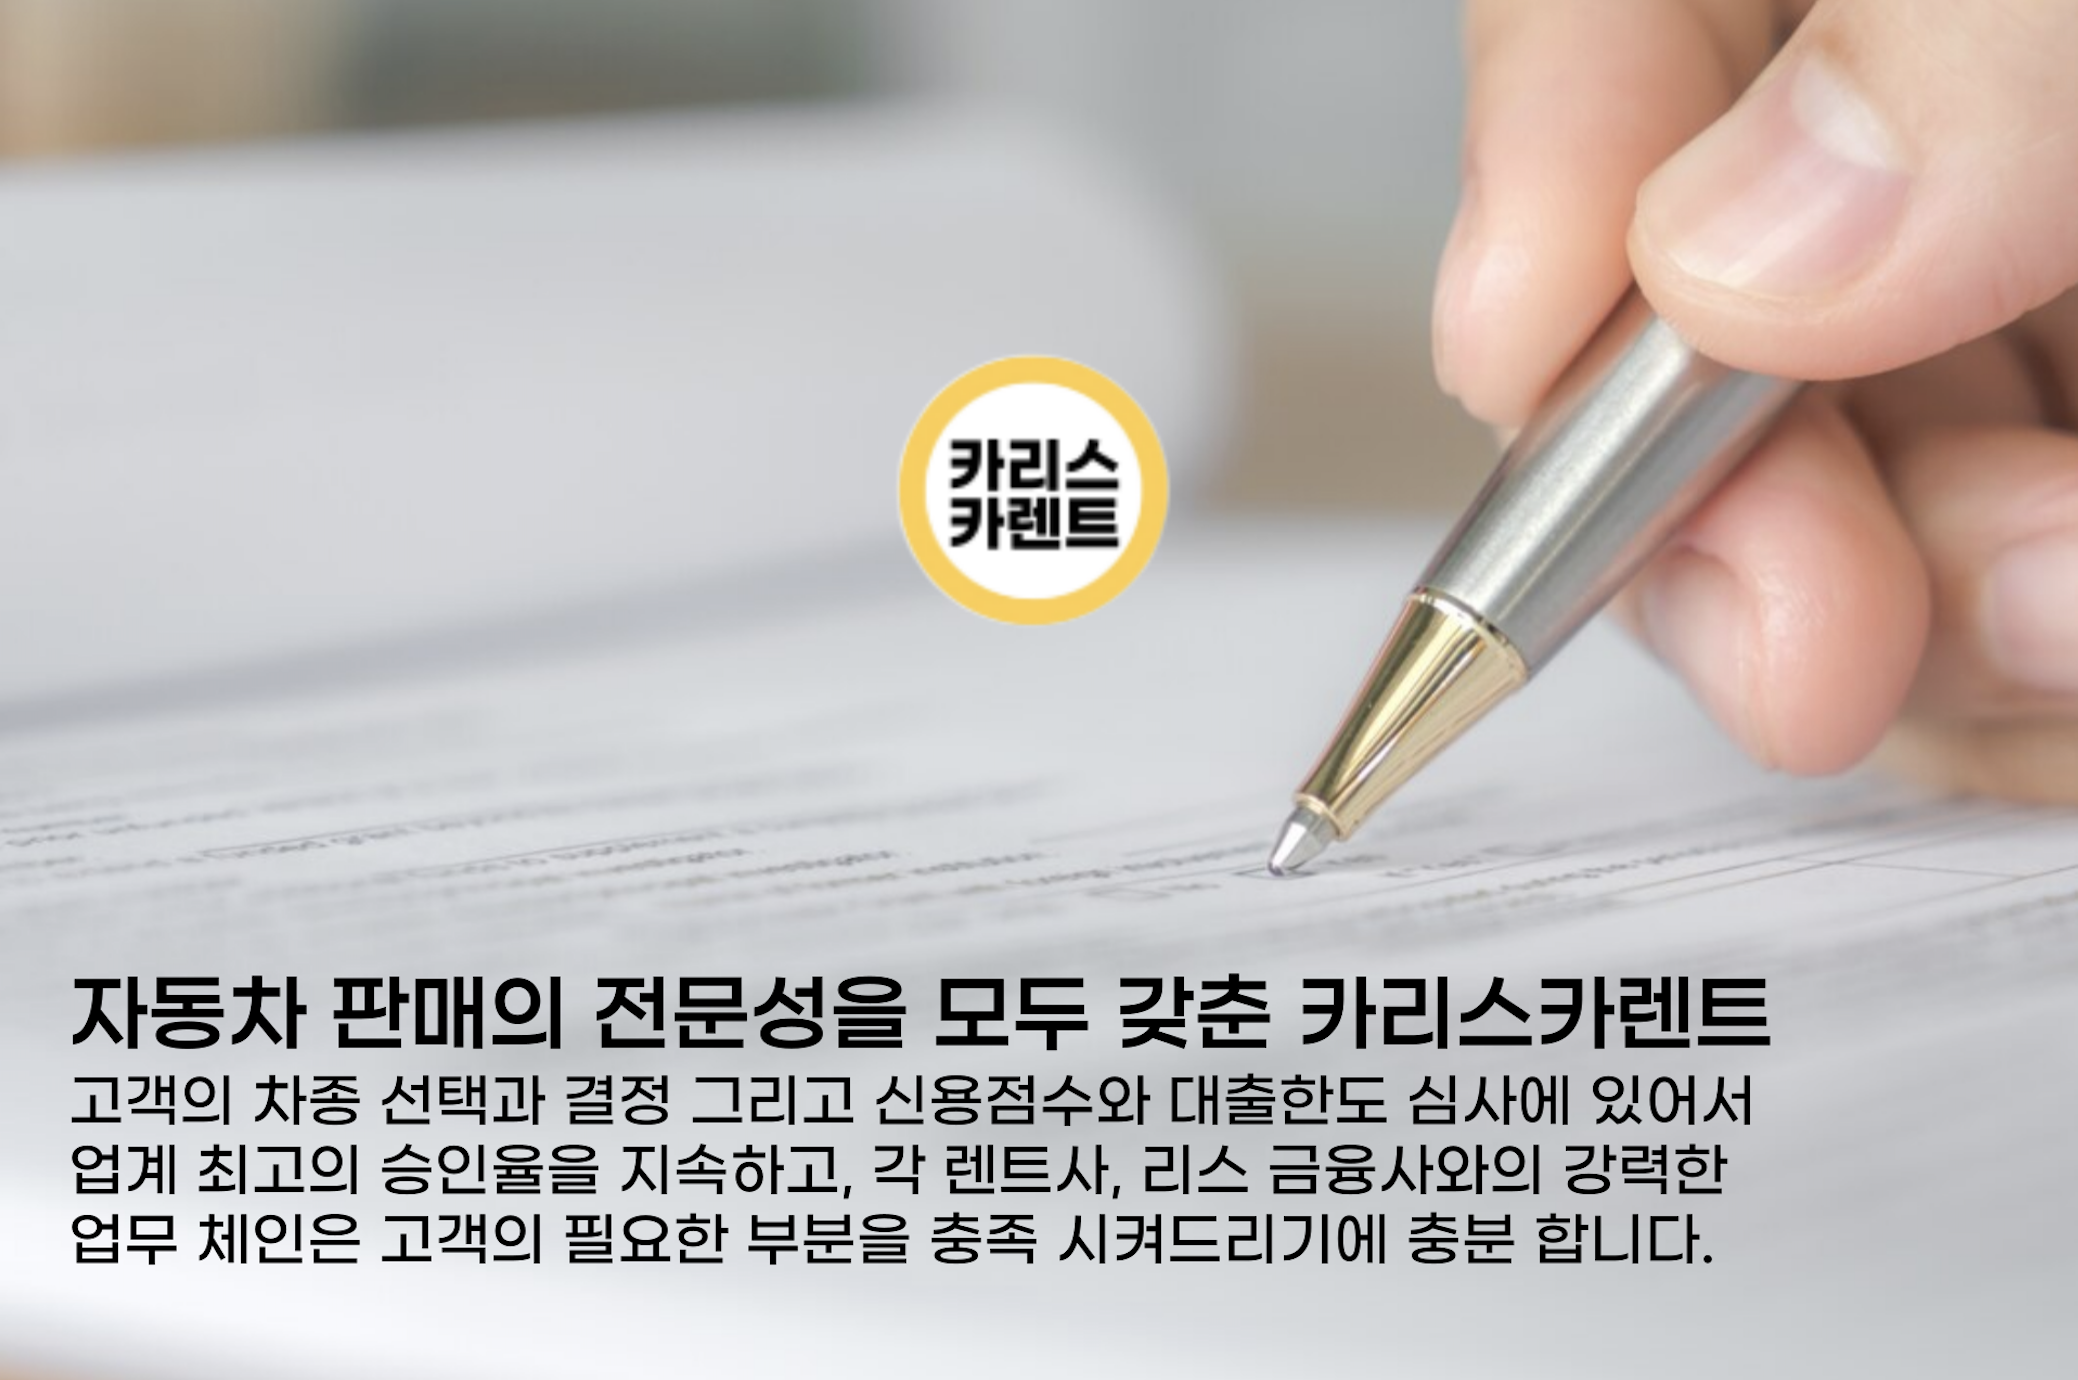 카리스
카렌트
자동차 판매의 전문성을 모두 갖춘 카리스카렌트
고객의 차종 선택과 결정 그리고 신용점수와 대출한도 심사에 있어서
업계 최고의 승인율을 지속하고, 각 렌트사, 리스 금융사와의 강력한
업무 체인은 고객의 필요한 부분을 충족 시켜드리기에 충분 합니다.